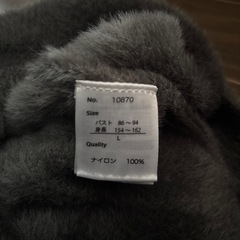 No. 10870
Size
バスト 86 〜 94
身長 154 〜 162
L
Quality
ナイロン 100%